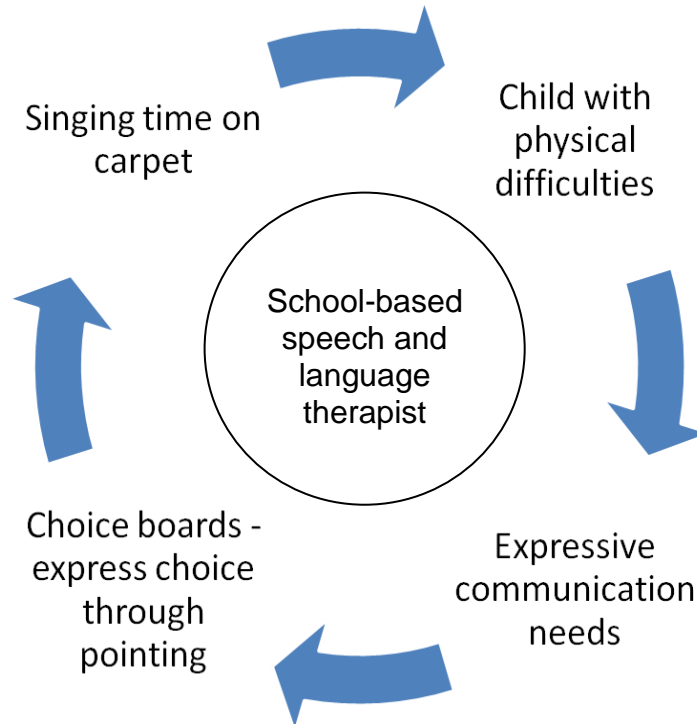 Singing time on
carpet
Child with
physical
difficulties
School-based
speech and
language
therapist
Expressive
communication
needs
Choice boards -
express choice
through
pointing